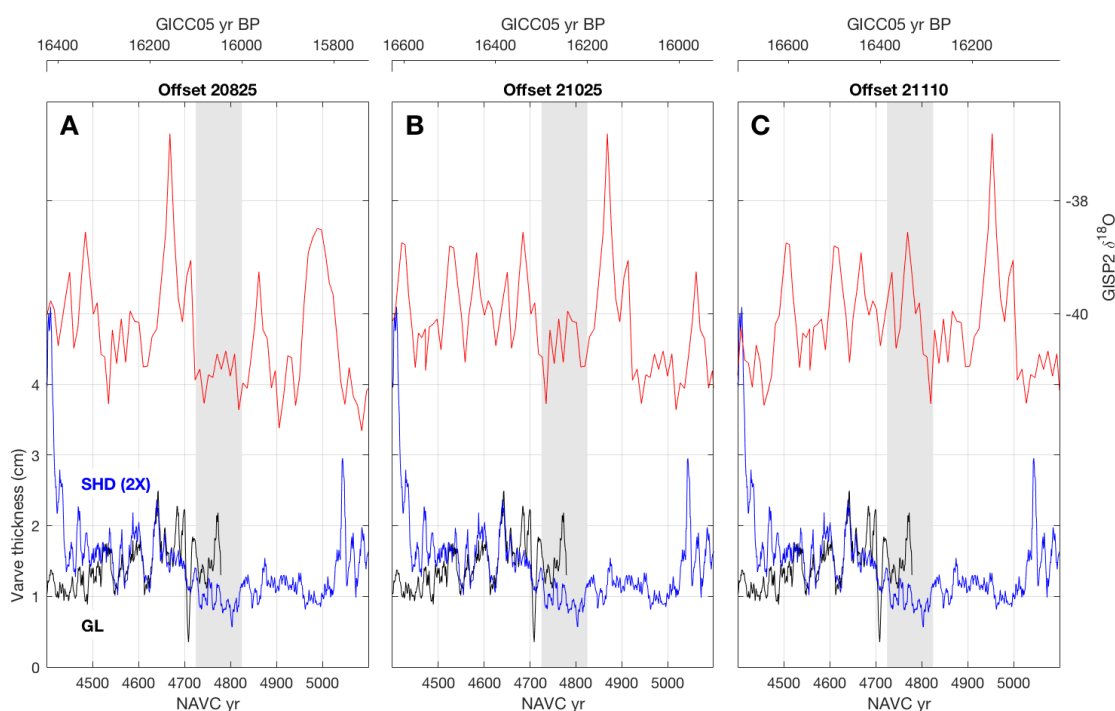 GICC05 yr BP GICC05 yr BP GICC05 yr BP
16400 16200 16000 15800 16600 16400 16200 16000 16600 16400 16200
Offset 20825 Offset 21025 Offset 21110
A B C
-38
GISP2 δ18O
-40
4
3
SHD (2X)
2
Varve thickness (cm)
1
GL
0
4500 4600 4700 4800 4900 5000 4500 4600 4700 4800 4900 5000 4500 4600 4700 4800 4900 5000
NAVC yr NAVC yr NAVC yr